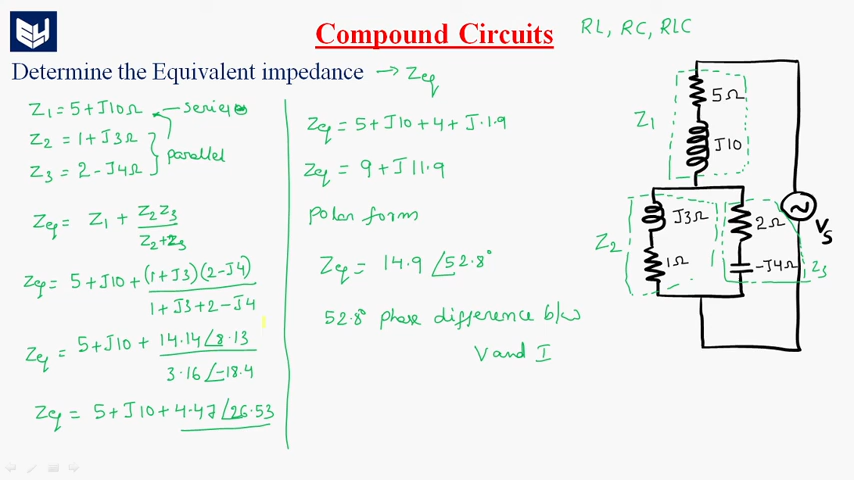 Compound Circuits
RL, RC, RLC
Determine the Equivalent impedance → Zeq
Z1 = 5+J10Ω ← series
Z2 = 1+J3Ω
Z3 = 2-J4Ω
parallel
Zeq = Z1 + Z2Z3
Z2+Z3
Zeq = 5+J10+(1+J3)(2-J4)
1+J3+2-J4
Zeq = 5+J10 + 14.14∠8.13
3.16∠-18.4
Zeq = 5+J10+4.47∠26.53
Zeq = 5+J10+4+J.1.9
Zeq = 9+J11.9
Polar form
Zeq = 14.9 ∠52.8°
52.8° phase difference b/w
V and I
5Ω
Z1
J10
J3Ω
2Ω
Vs
Z2
1Ω
-J4Ω
Z3